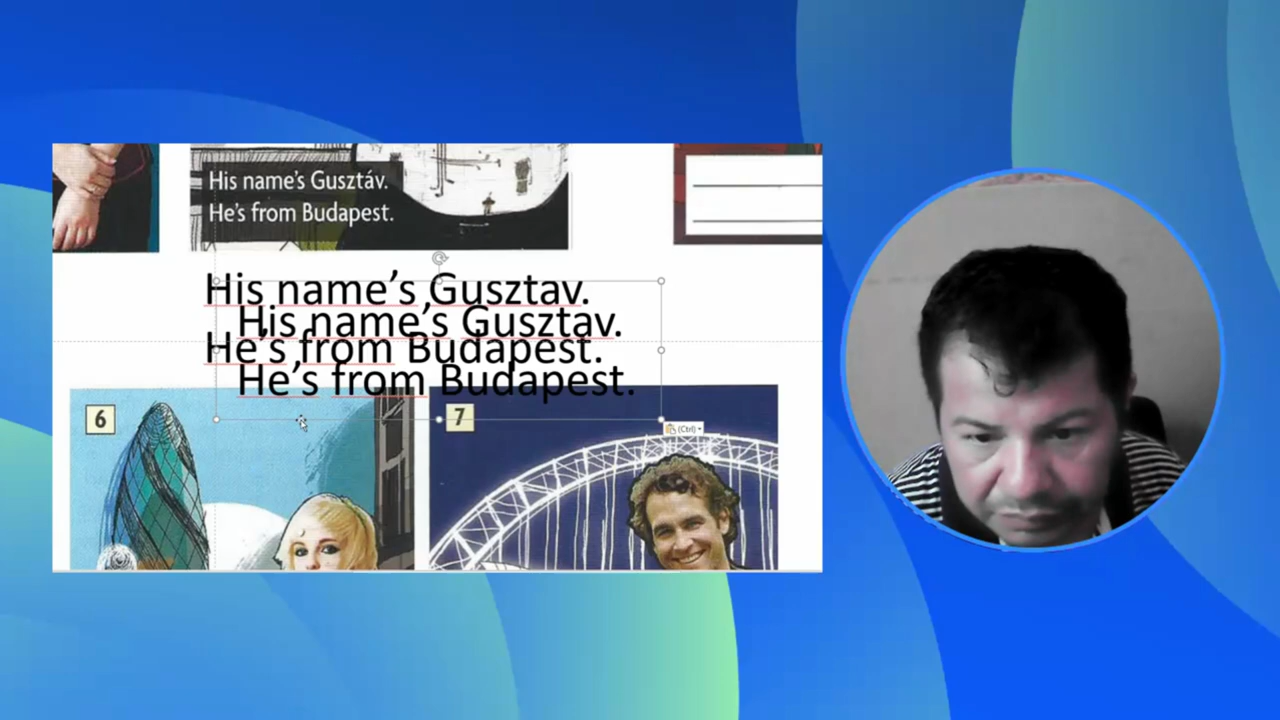 His name's Gusztáv.
He's from Budapest.
His name's Gusztav.
His name's Gusztav.
He's from Budapest.
He's from Budapest.
6
7
(Ctrl)